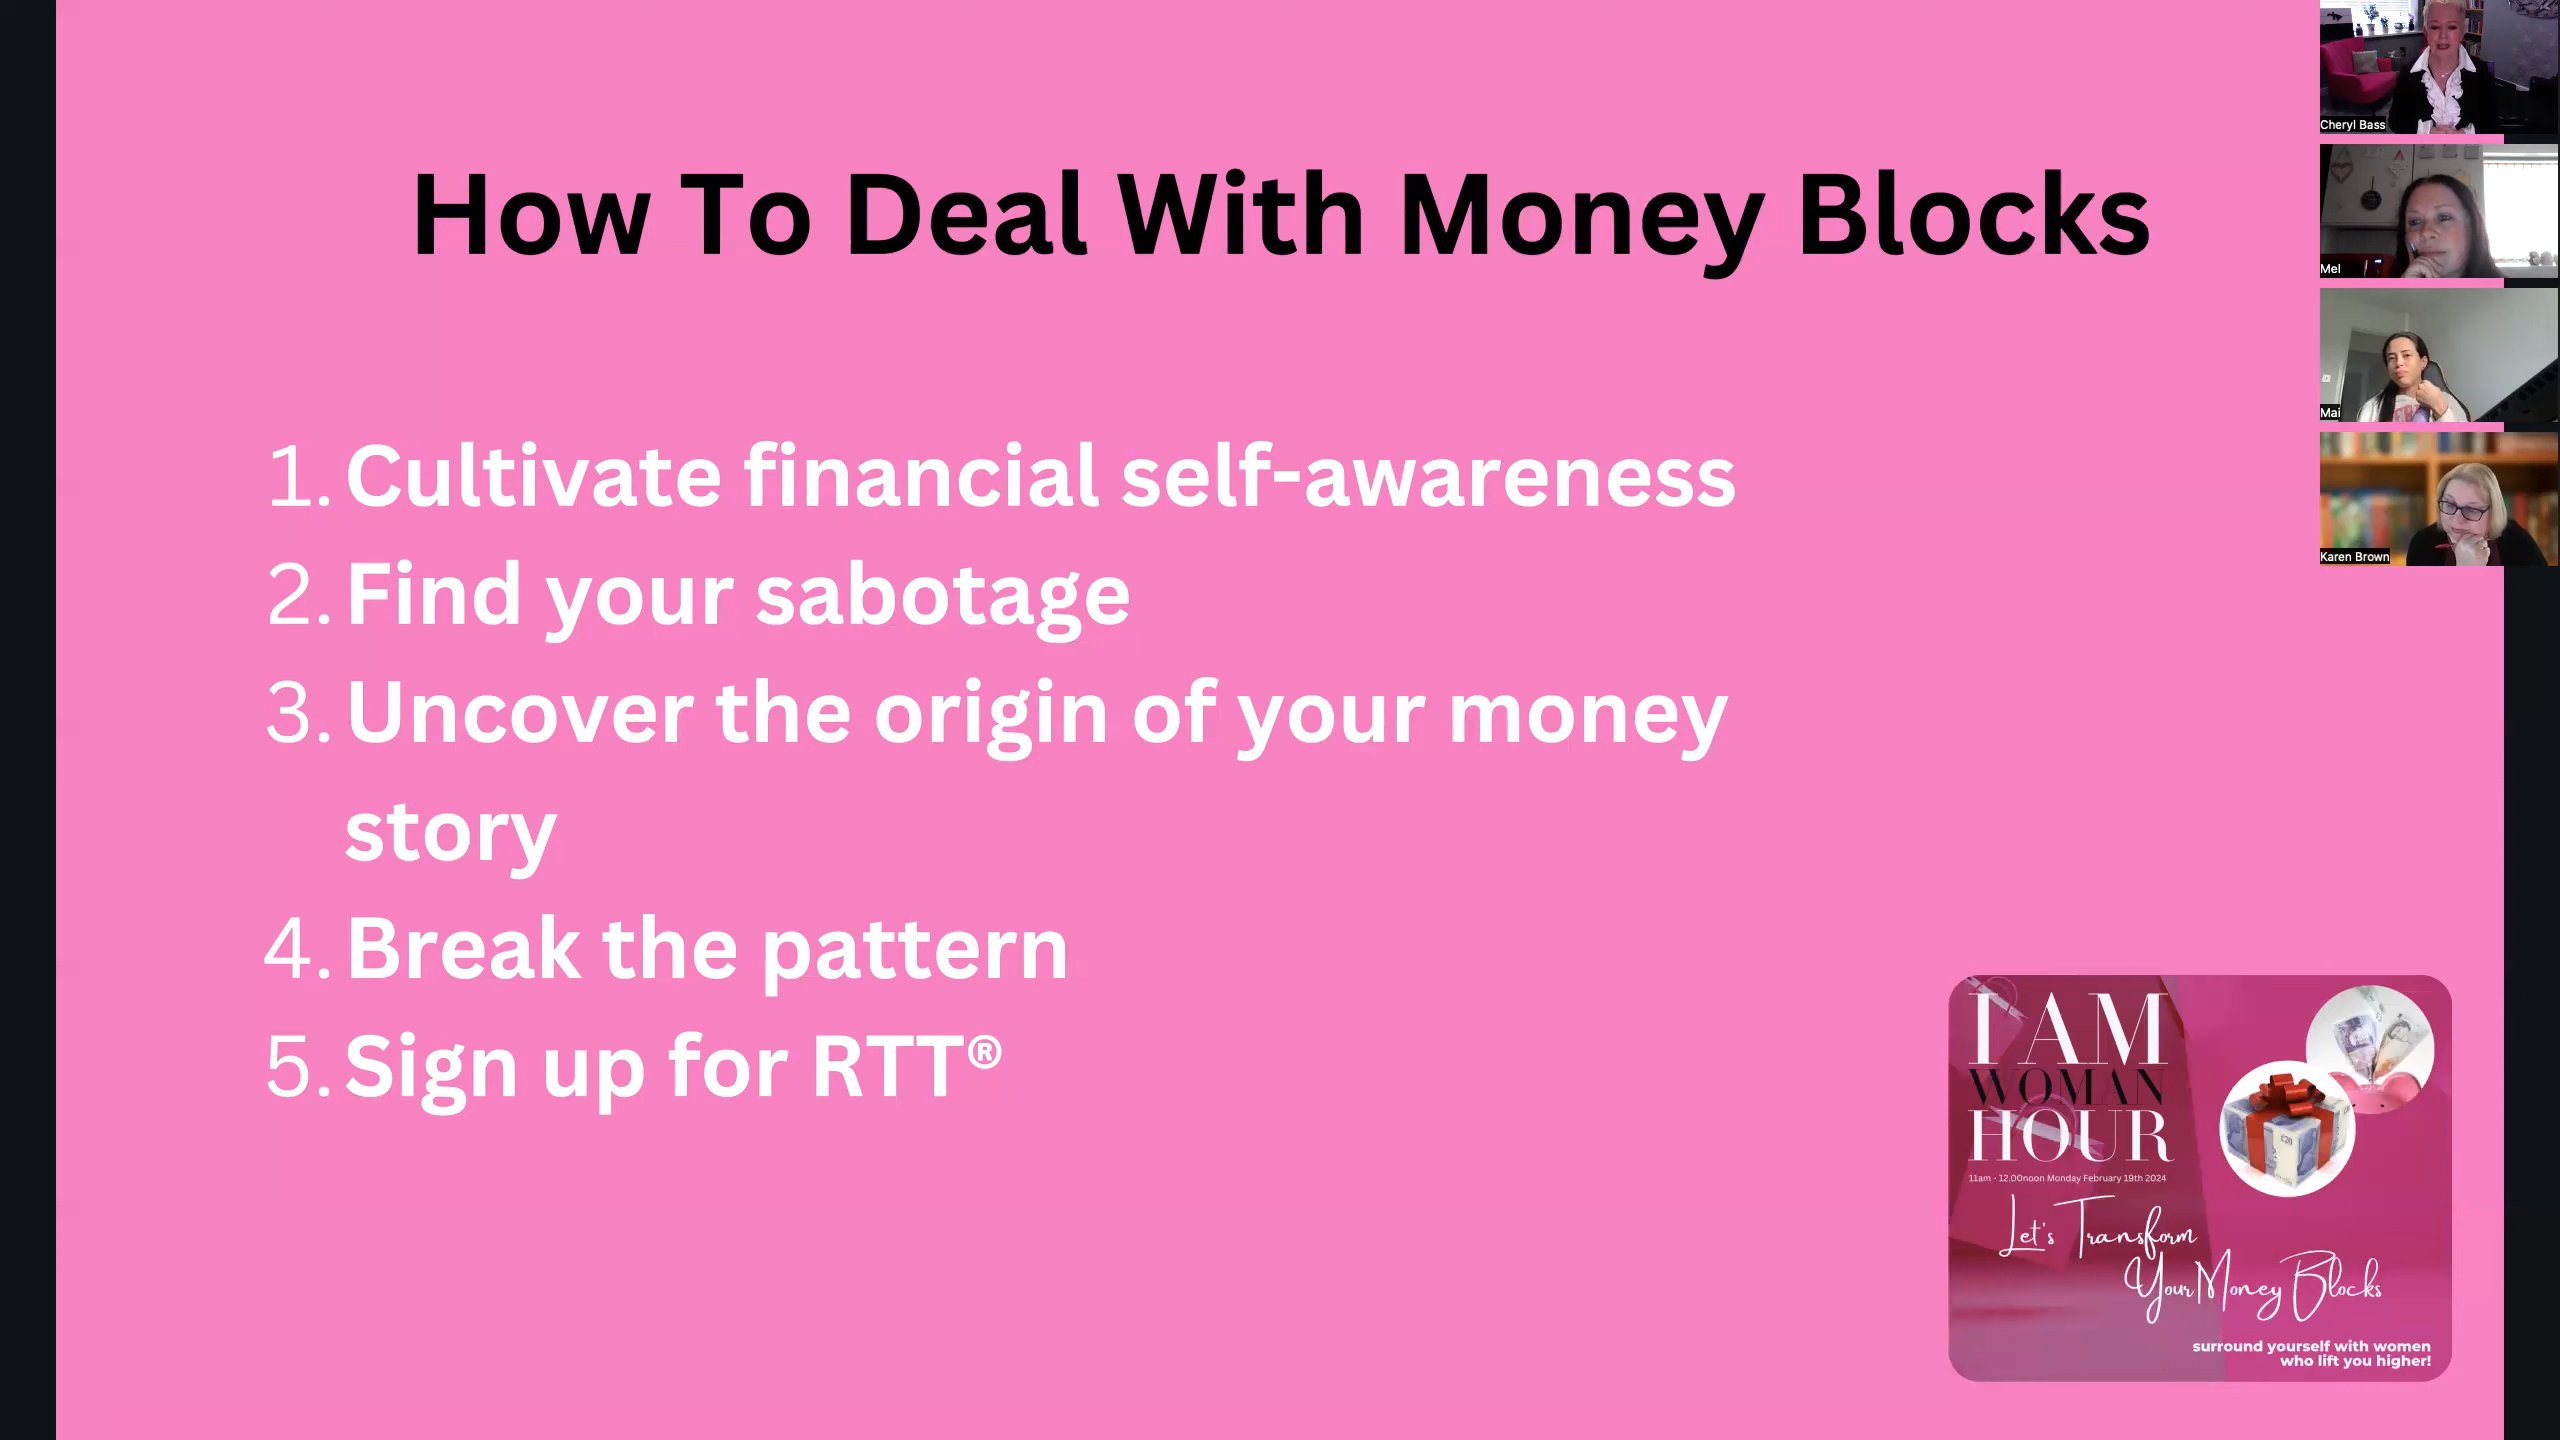 How To Deal With Money Blocks
1. Cultivate financial self-awareness
2. Find your sabotage
3. Uncover the origin of your money
story
4. Break the pattern
5. Sign up for RTT®
Cheryl Bass
Mel
Mai
Karen Brown
I AM
WOMAN
HOUR
11am - 12.00noon Monday February 19th 2024
Let's Transform
Your Money Blocks
surround yourself with women
who lift you higher!